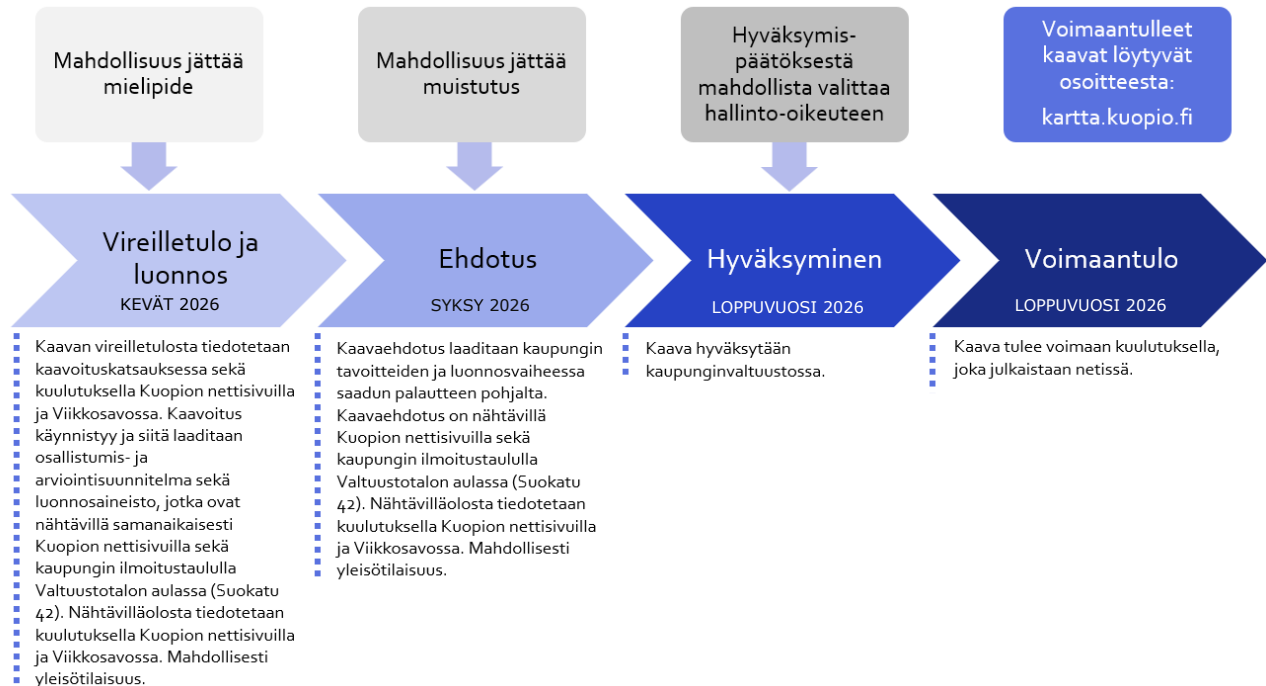 Mahdollisuus jättää
mielipide
Mahdollisuus jättää
muistutus
Hyväksymis-
päätöksestä
mahdollista valittaa
hallinto-oikeuteen
Voimaantulleet
kaavat löytyvät
osoitteesta:
kartta.kuopio.fi
Vireilletulo ja
luonnos
KEVÄT 2026
Ehdotus
SYKSY 2026
Hyväksyminen
LOPPUVUOSI 2026
Voimaantulo
LOPPUVUOSI 2026
Kaavan vireilletulosta tiedotetaan
kaavoituskatsauksessa sekä
kuulutuksella Kuopion nettisivuilla
ja Viikkosavossa. Kaavoitus
käynnistyy ja siitä laaditaan
osallistumis- ja
arviointisuunnitelma sekä
luonnosaineisto, jotka ovat
nähtävillä samanaikaisesti
Kuopion nettisivuilla sekä
kaupungin ilmoitustaululla
Valtuustotalon aulassa (Suokatu
42). Nähtävilläolosta tiedotetaan
kuulutuksella Kuopion nettisivuilla
ja Viikkosavossa. Mahdollisesti
yleisötilaisuus.
Kaavaehdotus laaditaan kaupungin
tavoitteiden ja luonnosvaiheessa
saadun palautteen pohjalta.
Kaavaehdotus on nähtävillä
Kuopion nettisivuilla sekä
kaupungin ilmoitustaululla
Valtuustotalon aulassa (Suokatu
42). Nähtävilläolosta tiedotetaan
kuulutuksella Kuopion nettisivuilla
ja Viikkosavossa. Mahdollisesti
yleisötilaisuus.
Kaava hyväksytään
kaupunginvaltuustossa.
Kaava tulee voimaan kuulutuksella,
joka julkaistaan netissä.